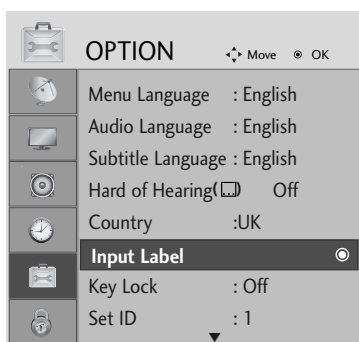 OPTION Move OK
Menu Language : English
Audio Language : English
Subtitle Language : English
Hard of Hearing( ) Off
Country :UK
Input Label
Key Lock : Off
Set ID : 1